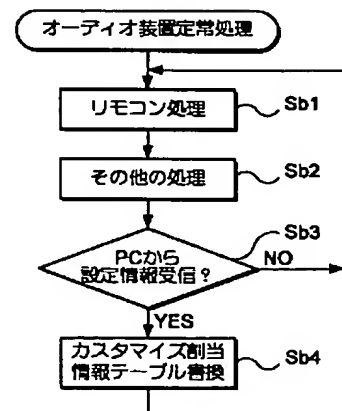 オーディオ装置定常処理
リモコン処理
Sb1
その他の処理
Sb2
Sb3
PCから
設定情報受信?
NO
YES
カスタマイズ割当
情報テーブル書換
Sb4